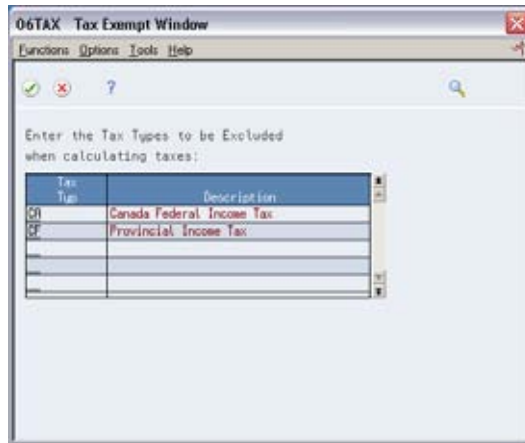 06TAX Tax Exempt Window
Functions Options Tools Help
?
Enter the Tax Types to be Excluded
when calculating taxes:
Tax
Typ Description
CA Canada Federal Income Tax
CF Provincial Income Tax